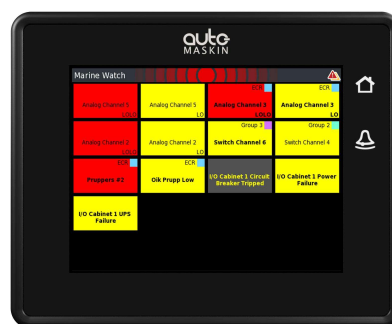 auto
MASKIN
Marine Watch
ECR
ECR
Analog Channel 5
Analog Channel 5
Analog Channel 3
Analog Channel 3
LOLO
LO
LOLO
LO
Group 3
Group 2
Analog Channel 2
Analog Channel 2
Switch Channel 6
Switch Channel 4
LOLO
LO
ECR
ECR
Pruppers #3
Oik Prupp Low
I/O Cabinet 1 Circuit
Breaker Tripped
I/O Cabinet 1 Power
Failure
I/O Cabinet 1 UPS
Failure